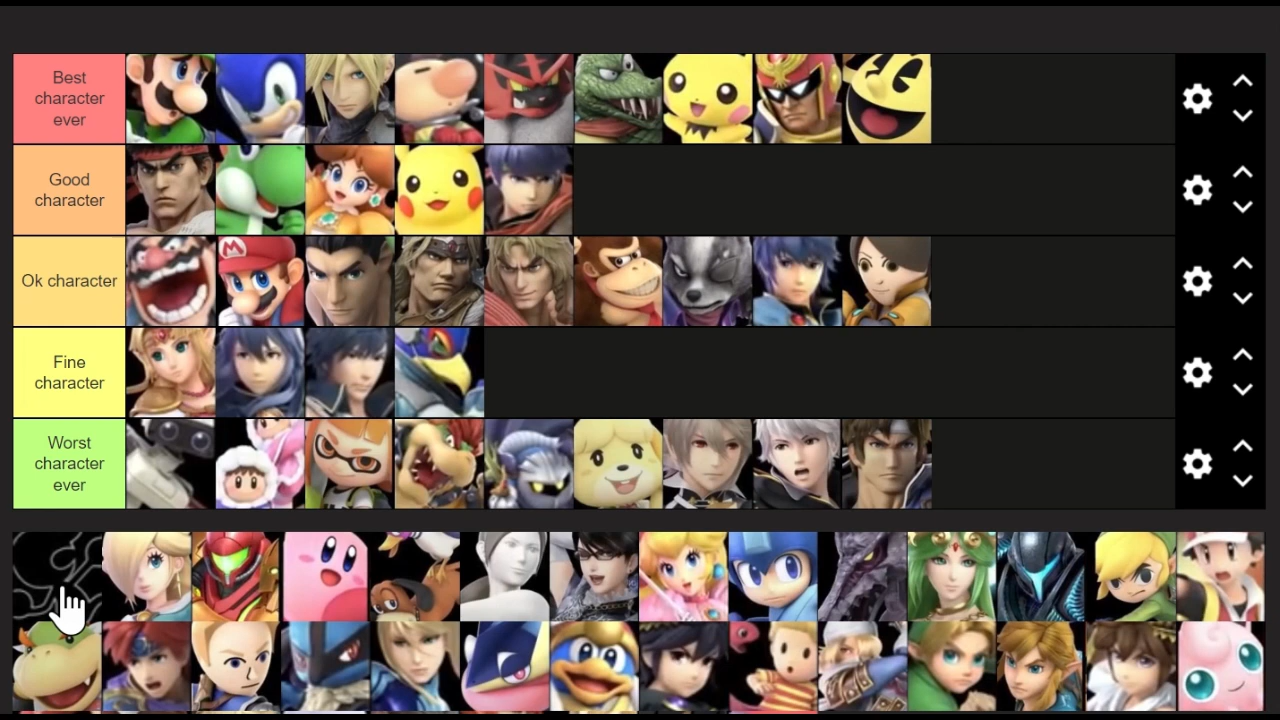 Best
character
ever
Good
character
M
Ok character
Fine
character
Worst
character
ever